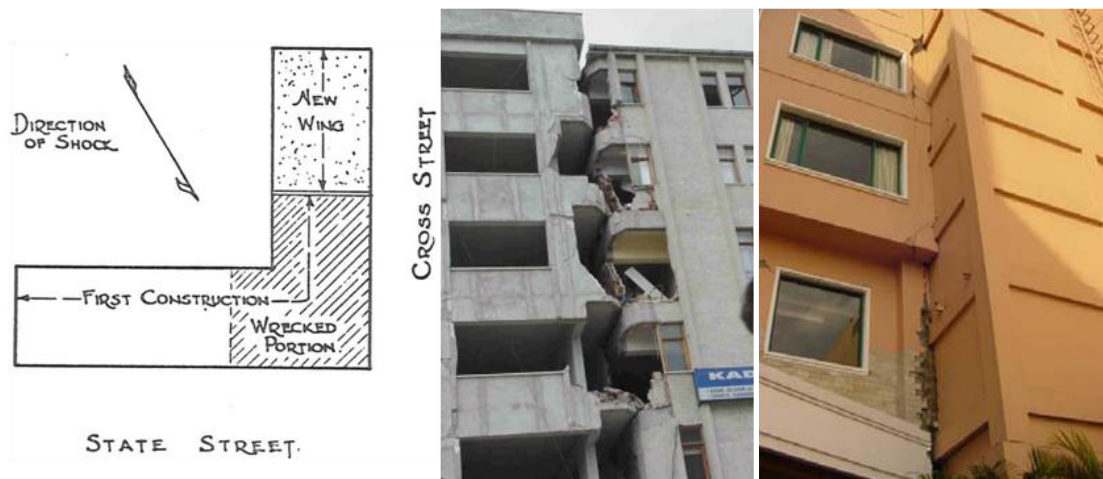 DIRECTION
OF SHOCK
NEW
WING
CROSS STREET
FIRST CONSTRUCTION
WRECKED
PORTION.
STATE STREET.
KAD